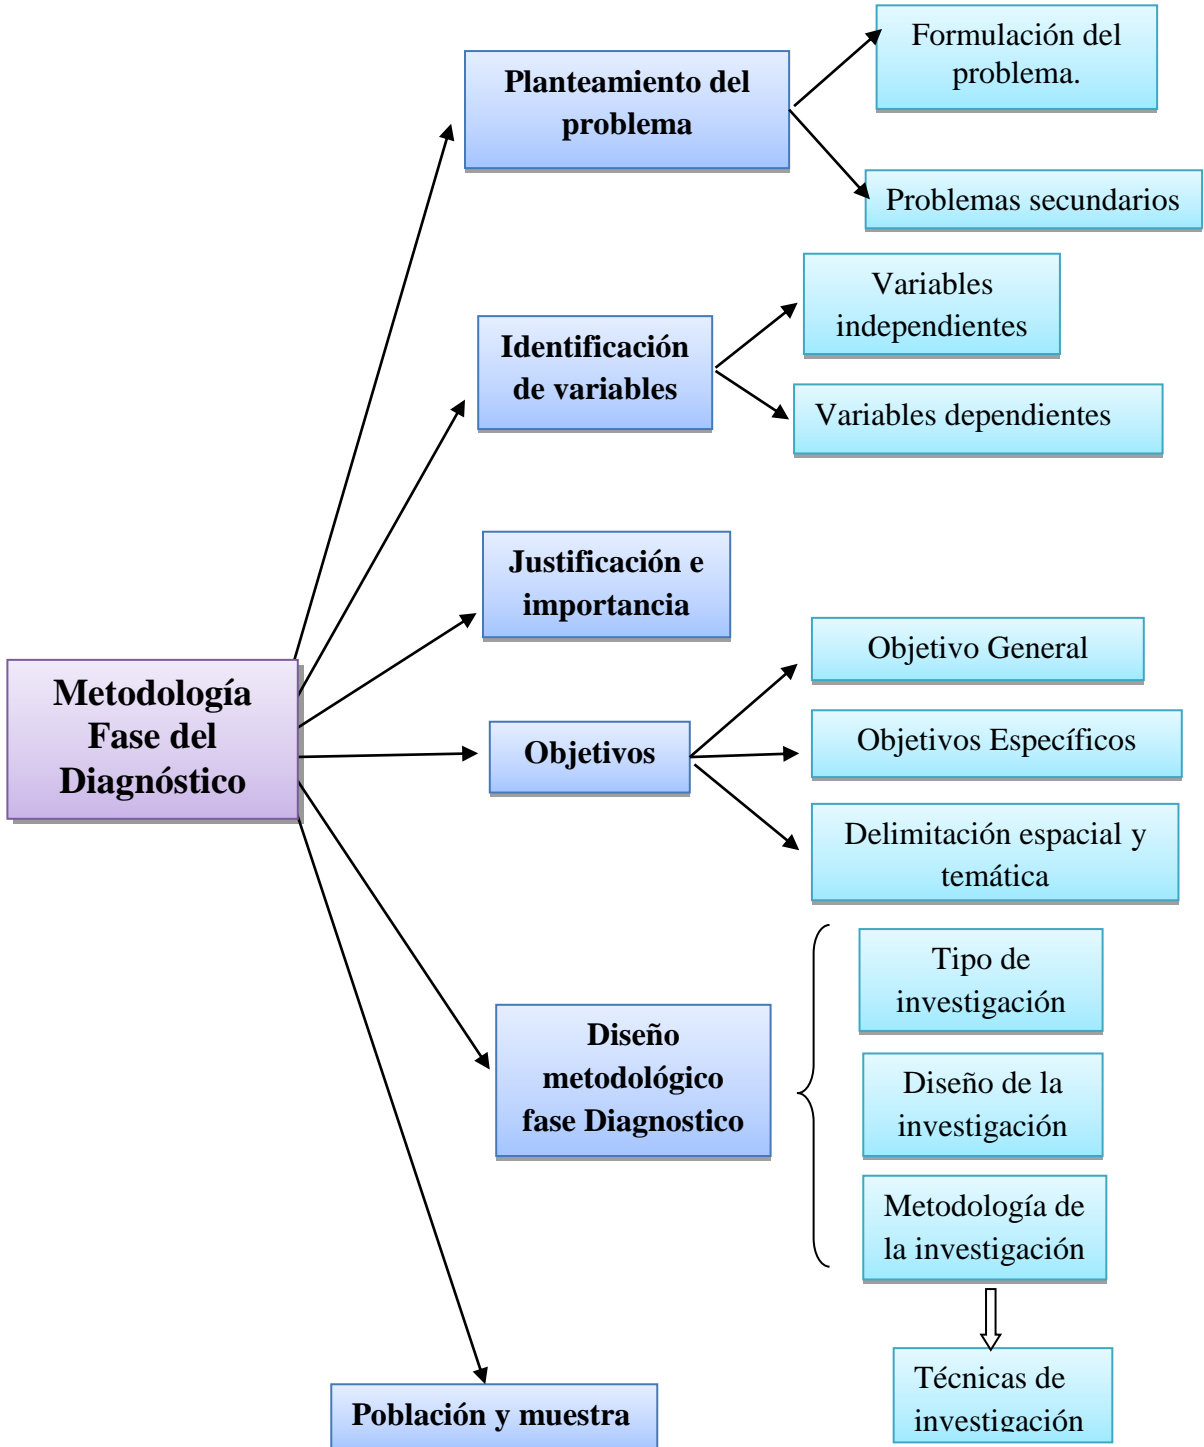 Formulación del
problema.
Planteamiento del
problema
Problemas secundarios
Variables
independientes
Identificación
de variables
Variables dependientes
Justificación e
importancia
Objetivo General
Metodología
Fase del
Diagnóstico
Objetivos
Objetivos Específicos
Delimitación espacial y
temática
Tipo de
investigación
Diseño
metodológico
fase Diagnostico
Diseño de la
investigación
Metodología de
la investigación
Técnicas de
investigación
Población y muestra